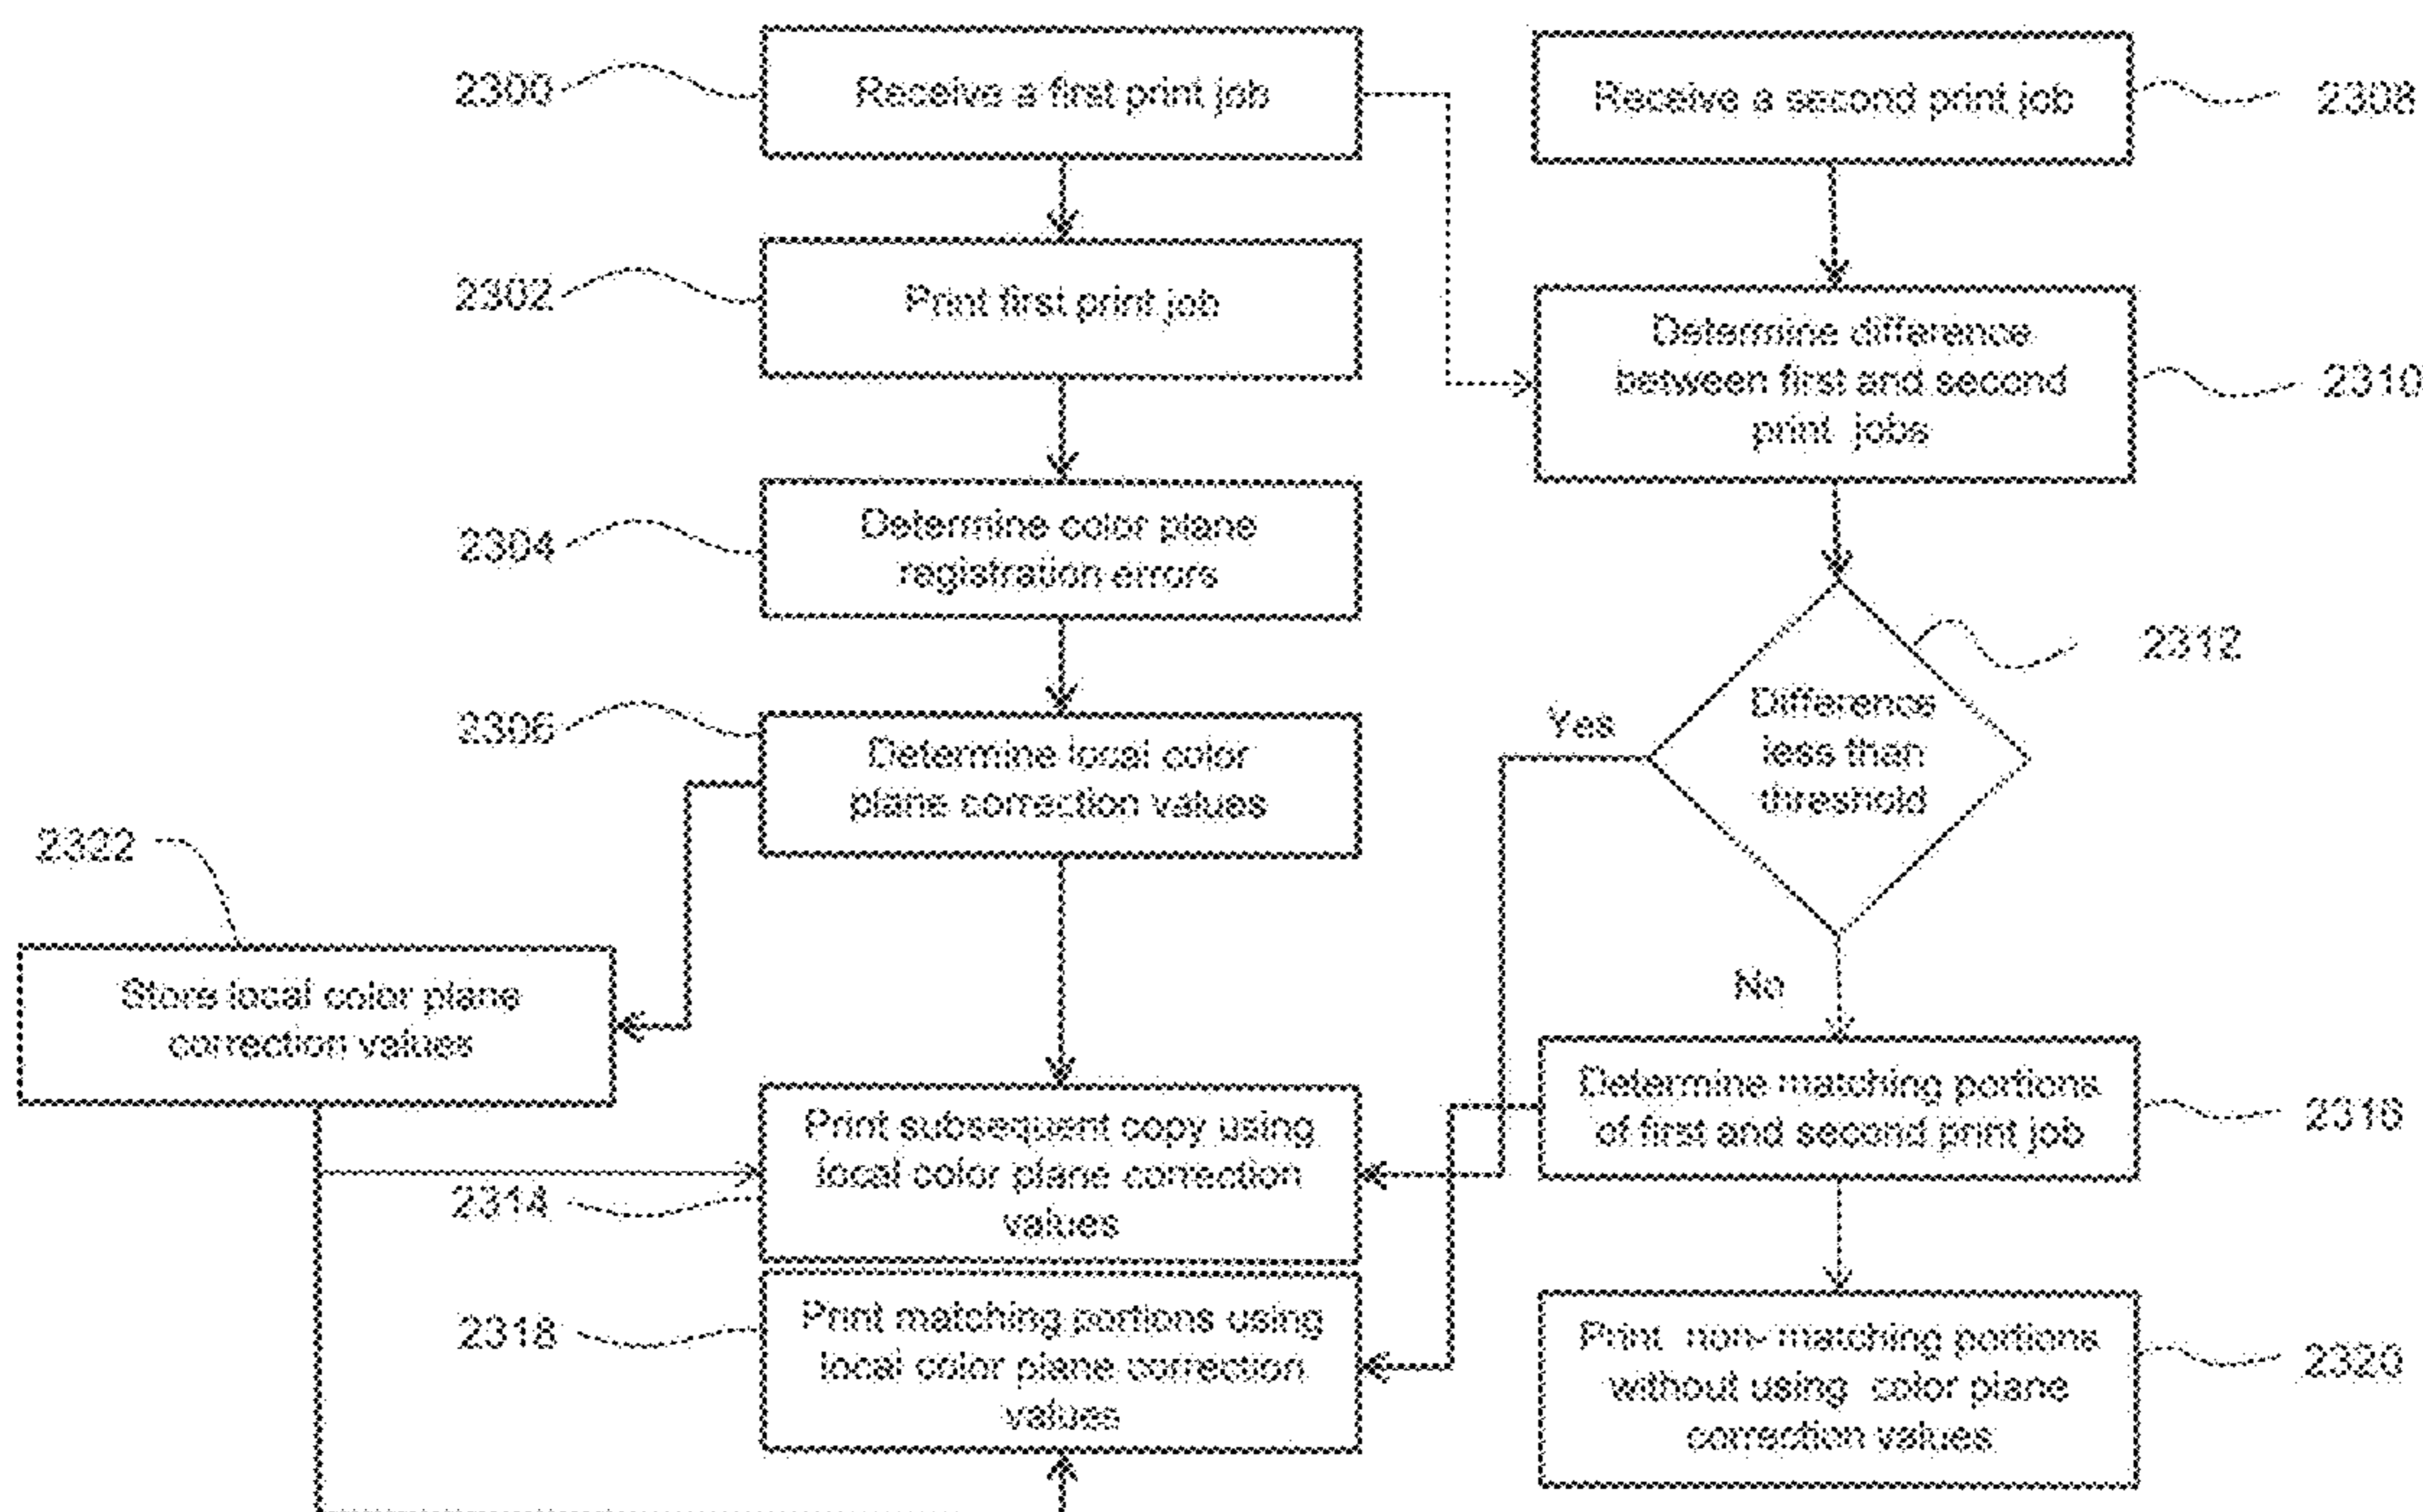 2300
Receive a first print job
Receive a second print job
2308
2302
Print first print job
Determine difference
between first and second
print jobs
2310
2304
Determine color plane
registration errors
2306
Determine local color
plane correction values
Yes
Difference
less than
threshold
2312
2322
Store local color plane
correction values
No
Determine matching portions
of first and second print job
2316
2314
Print subsequent copy using
local color plane correction
values
2318
Print matching portions using
local color plane correction
values
Print non-matching portions
without using color plane
correction values
2320